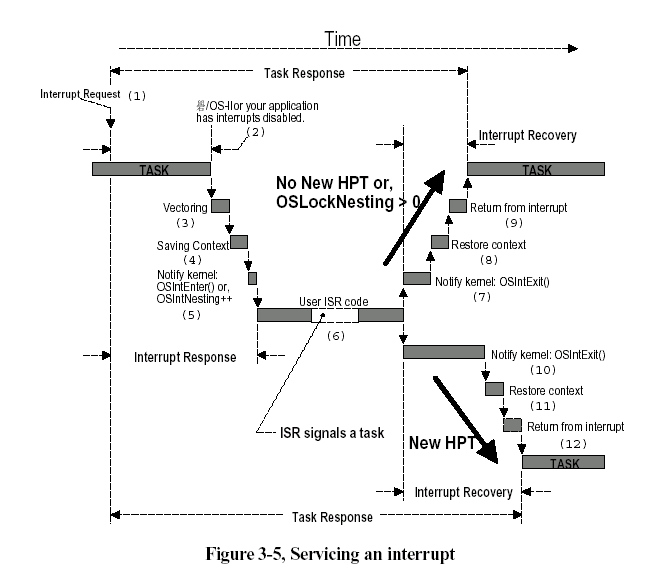 Time
Task Response
Interrupt Request (1)
/OS-II or your application
has interrupts disabled.
(2)
Interrupt Recovery
TASK
TASK
No New HPT or,
OSLockNesting > 0
Vectoring
(3)
Return from interrupt
(9)
Saving Context
(4)
Restore context
(8)
Notify kernel:
OSIntEnter() or,
OSIntNesting++
(5)
Notify kernel: OSIntExit()
(7)
User ISR code
(6)
Interrupt Response
Notify kernel: OSIntExit()
(10)
Restore context
(11)
ISR signals a task
New HPT
Return from interrupt
(12)
TASK
Interrupt Recovery
Task Response
Figure 3-5, Servicing an interrupt